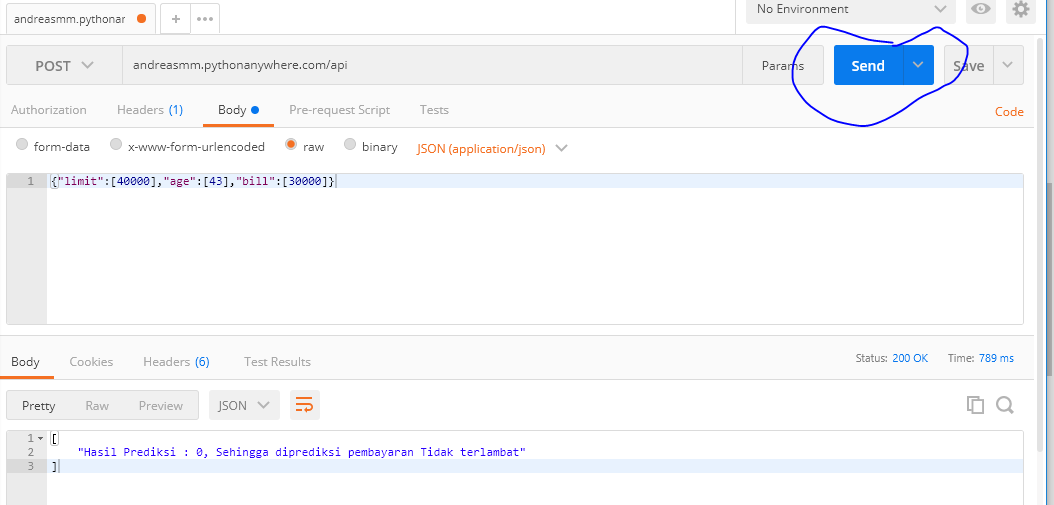 andreasmm.pythonar
+
•••
No Environment
POST
andreasmm.pythonanywhere.com/api
Params
Send
Save
Authorization Headers (1) Body Pre-request Script Tests
Code
form-data x-www-form-urlencoded raw binary JSON (application/json)
1 {"limit":[40000],"age":[43],"bill":[30000]}
Body Cookies Headers (6) Test Results
Status: 200 OK Time: 789 ms
Pretty Raw Preview JSON
1 [
2 "Hasil Prediksi : 0, Sehingga diprediksi pembayaran Tidak terlambat"
3 ]